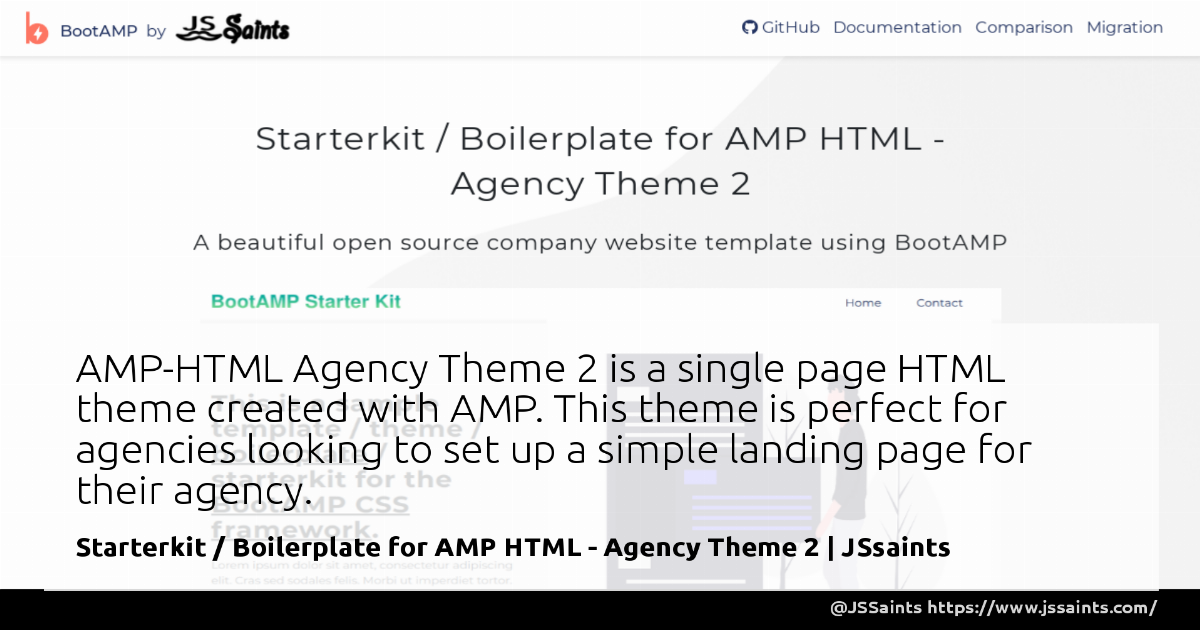 BootAMP by JS Saints
GitHub Documentation Comparison Migration
Starterkit / Boilerplate for AMP HTML -
Agency Theme 2
A beautiful open source company website template using BootAMP
BootAMP Starter Kit
Home Contact
AMP-HTML Agency Theme 2 is a single page HTML
theme created with AMP. This theme is perfect for
agencies looking to set up a simple landing page for
their agency.
This is a sample
template / theme /
boilerplate /
starterkit for the
BootAMP CSS
framework.
Starterkit / Boilerplate for AMP HTML - Agency Theme 2 | JSsaints
Lorem ipsum dolor sit amet, consectetur adipiscing
elit. Cras sed sodales felis. Morbi ut imperdiet tortor.
@JSSaints https://www.jssaints.com/